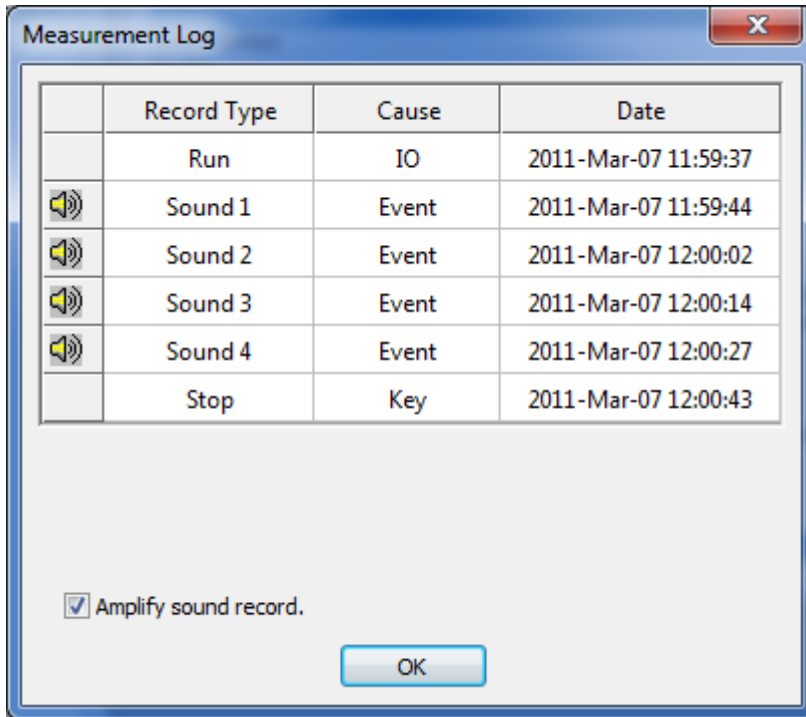 Measurement Log
Record Type Cause Date
Run IO 2011-Mar-07 11:59:37
Sound 1 Event 2011-Mar-07 11:59:44
Sound 2 Event 2011-Mar-07 12:00:02
Sound 3 Event 2011-Mar-07 12:00:14
Sound 4 Event 2011-Mar-07 12:00:27
Stop Key 2011-Mar-07 12:00:43
Amplify sound record.
OK